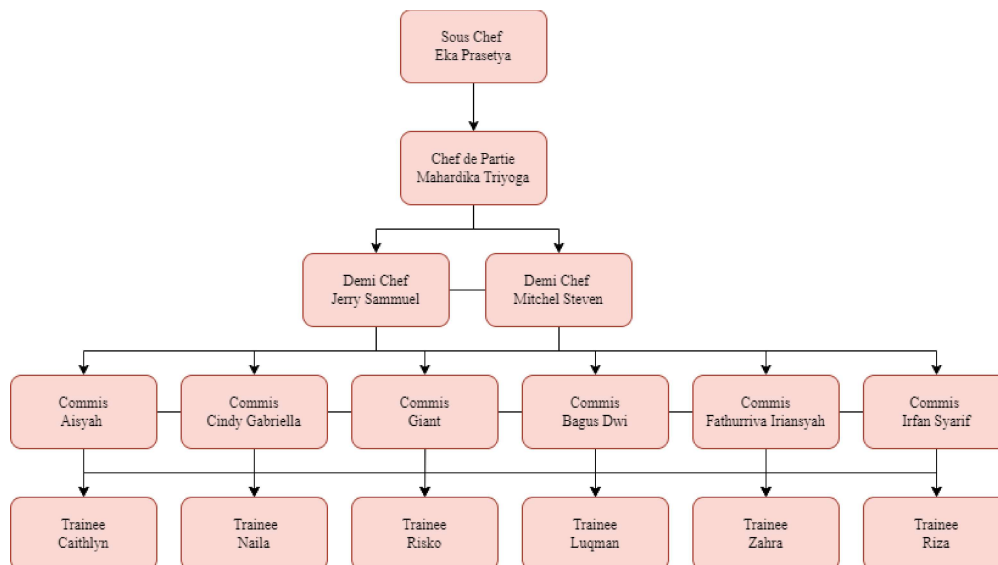 Sous Chef
Eka Prasetya
Chef de Partie
Mahardika Triyoga
Demi Chef
Jerry Sammuel
Demi Chef
Mitchel Steven
Commis
Aisyah
Commis
Cindy Gabriella
Commis
Giant
Commis
Bagus Dwi
Commis
Fathurriva Iriansyah
Commis
Irfan Syarif
Trainee
Caithlyn
Trainee
Naila
Trainee
Risko
Trainee
Luqman
Trainee
Zahra
Trainee
Riza